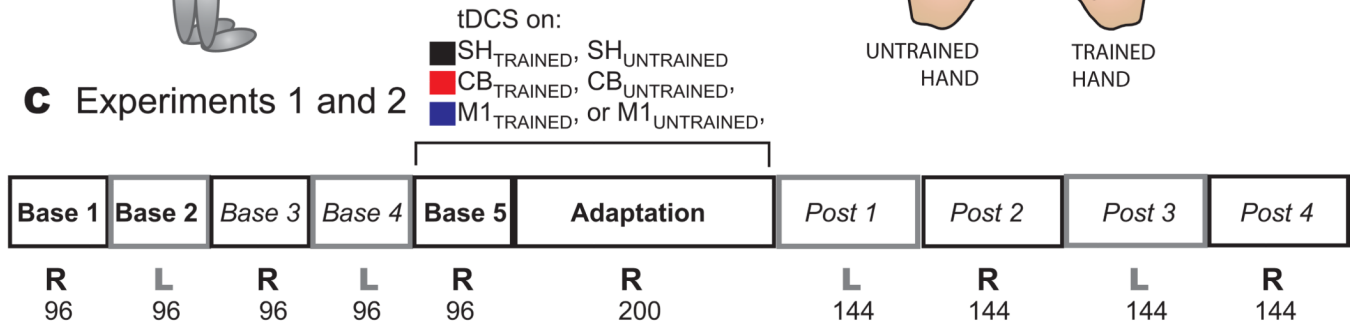 tDCS on:
SHTRAINED, SHUNTRAINED
CBTRAINED, CBUNTRAINED,
M1TRAINED, or M1UNTRAINED,
UNTRAINED HAND
TRAINED HAND
C Experiments 1 and 2
Base 1 Base 2 Base 3 Base 4 Base 5 Adaptation Post 1 Post 2 Post 3 Post 4
R L R L R R L R L R
96 96 96 96 96 200 144 144 144 144